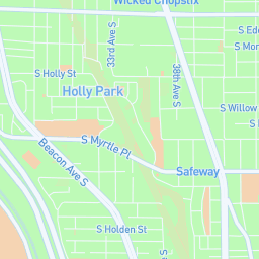 Wicked Chopstix
33rd Ave S
S Mor
S Holly St
Holly Park
38th Ave S
S Willow
S Myrtle Pl
Beacon Ave S
Safeway
S Holden St